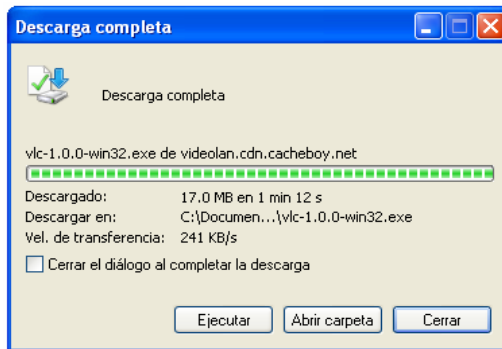 Descarga completa
Descarga completa
vlc-1.0.0-win32.exe de videolan.cdn.cacheboy.net
Descargado: 17.0 MB en 1 min 12 s
Descargar en: C:\Documen...\vlc-1.0.0-win32.exe
Vel. de transferencia: 241 KB/s
Cerrar el diálogo al completar la descarga
Ejecutar Abrir carpeta Cerrar